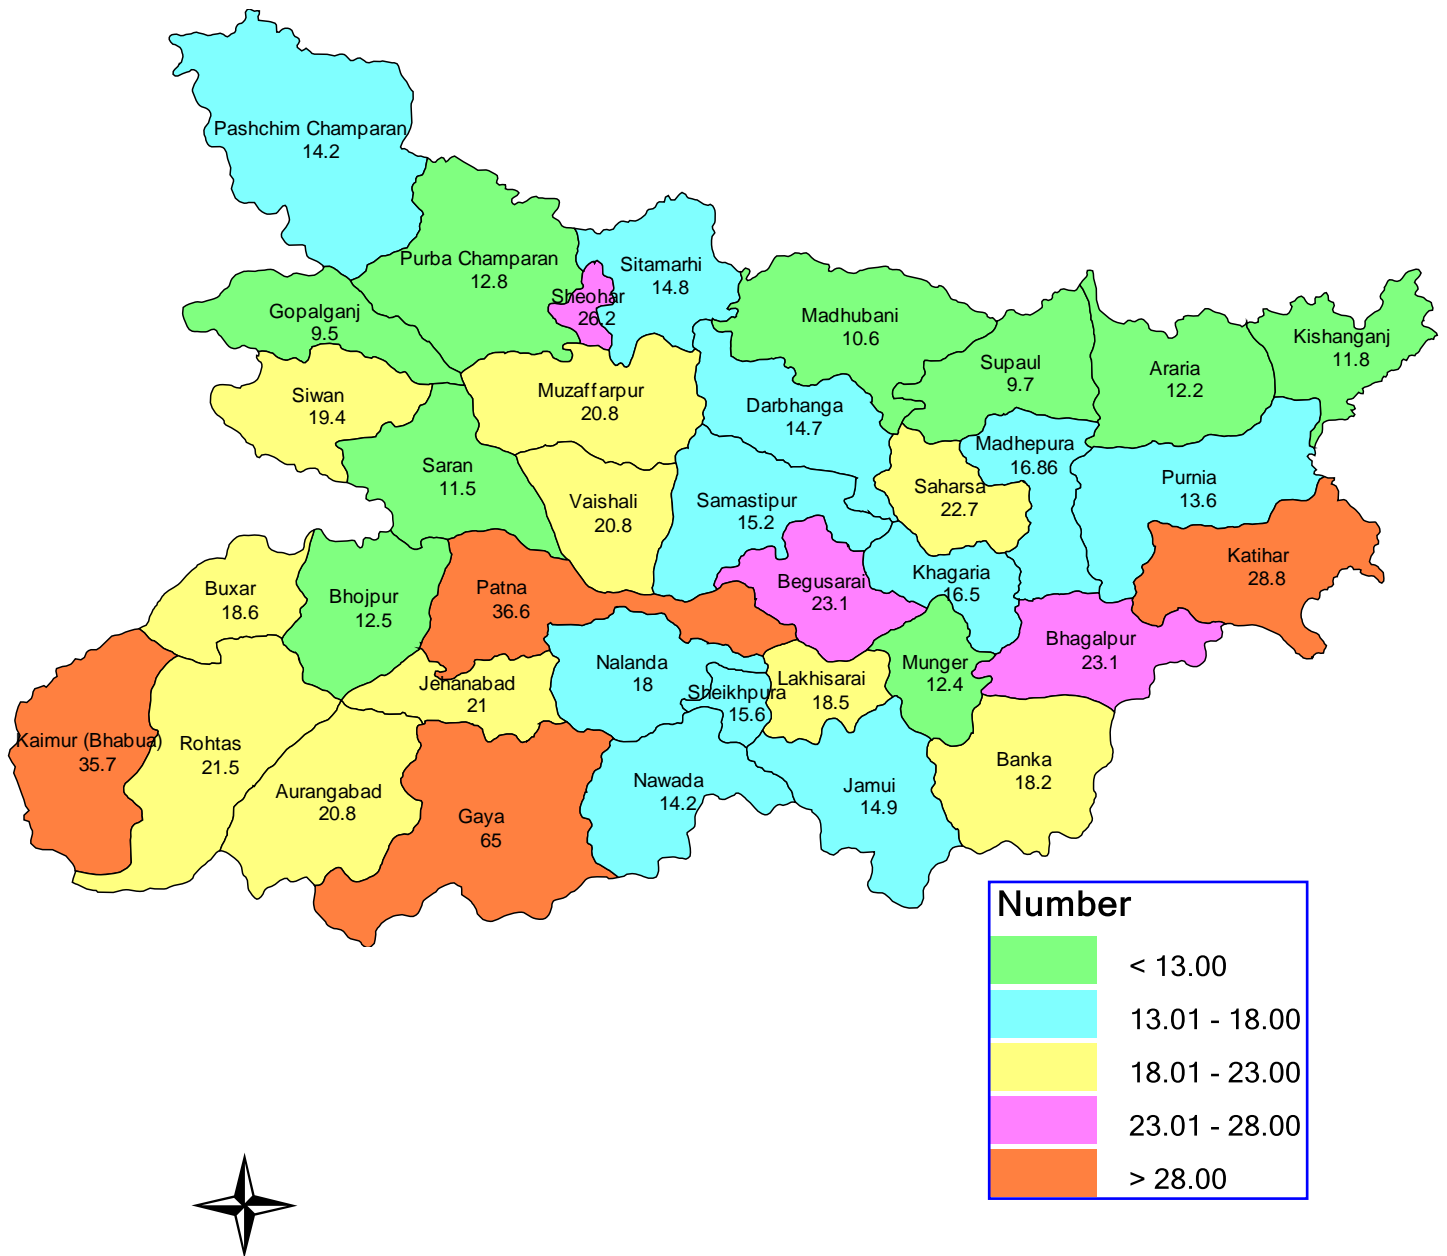 Pashchim Champaran
14.2
Purba Champaran
12.8
Sitamarhi
14.8
Sheohar
26.2
Gopalganj
9.5
Madhubani
10.6
Supaul
9.7
Araria
12.2
Kishanganj
11.8
Siwan
19.4
Muzaffarpur
20.8
Darbhanga
14.7
Madhepura
16.86
Saran
11.5
Vaishali
20.8
Samastipur
15.2
Saharsa
22.7
Purnia
13.6
Katihar
28.8
Buxar
18.6
Bhojpur
12.5
Patna
36.6
Begusarai
23.1
Khagaria
16.5
Bhagalpur
23.1
Nalanda
18
Munger
12.4
Jehanabad
21
Sheikhpura
15.6
Lakhisarai
18.5
Kaimur (Bhabua)
35.7
Rohtas
21.5
Aurangabad
20.8
Gaya
65
Nawada
14.2
Jamui
14.9
Banka
18.2
Number
< 13.00
13.01 - 18.00
18.01 - 23.00
23.01 - 28.00
> 28.00